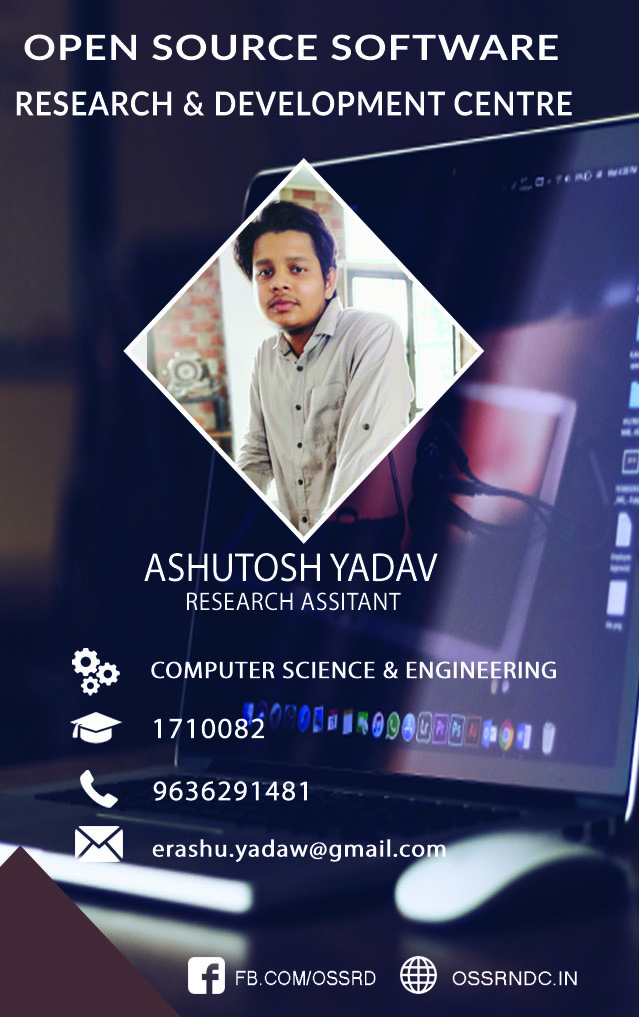 OPEN SOURCE SOFTWARE
RESEARCH & DEVELOPMENT CENTRE
ASHUTOSH YADAV
RESEARCH ASSITANT
COMPUTER SCIENCE & ENGINEERING
1710082
9636291481
erashu.yadaw@gmail.com
FB.COM/OSSRD
OSSRNDC.IN